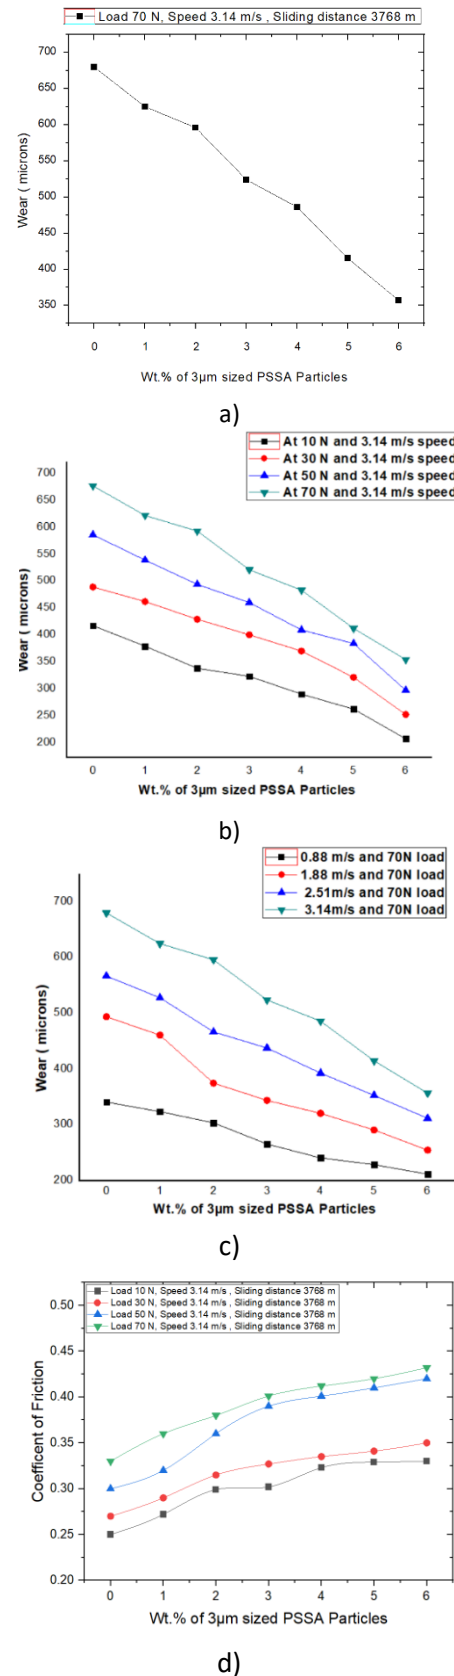 Load 70 N, Speed 3.14 m/s , Sliding distance 3768 m
700
650
600
550
500
450
400
350
Wear ( microns)
0 1 2 3 4 5 6
Wt.% of 3μm sized PSSA Particles
a)
At 10 N and 3.14 m/s speed
At 30 N and 3.14 m/s speed
At 50 N and 3.14 m/s speed
At 70 N and 3.14 m/s speed
700
650
600
550
500
450
400
350
300
250
200
Wear ( microns)
0 1 2 3 4 5 6
Wt.% of 3μm sized PSSA Particles
b)
0.88 m/s and 70N load
1.88 m/s and 70N load
2.51m/s and 70N load
3.14m/s and 70N load
700
600
500
400
300
200
Wear ( microns)
0 1 2 3 4 5 6
Wt.% of 3μm sized PSSA Particles
c)
Load 10 N, Speed 3.14 m/s , Sliding distance 3768 m
Load 30 N, Speed 3.14 m/s , Sliding distance 3768 m
Load 50 N, Speed 3.14 m/s , Sliding distance 3768 m
Load 70 N, Speed 3.14 m/s , Sliding distance 3768 m
0.50
0.45
0.40
0.35
0.30
0.25
0.20
Coefficent of Friction
0 1 2 3 4 5 6
Wt.% of 3μm sized PSSA Particles
d)